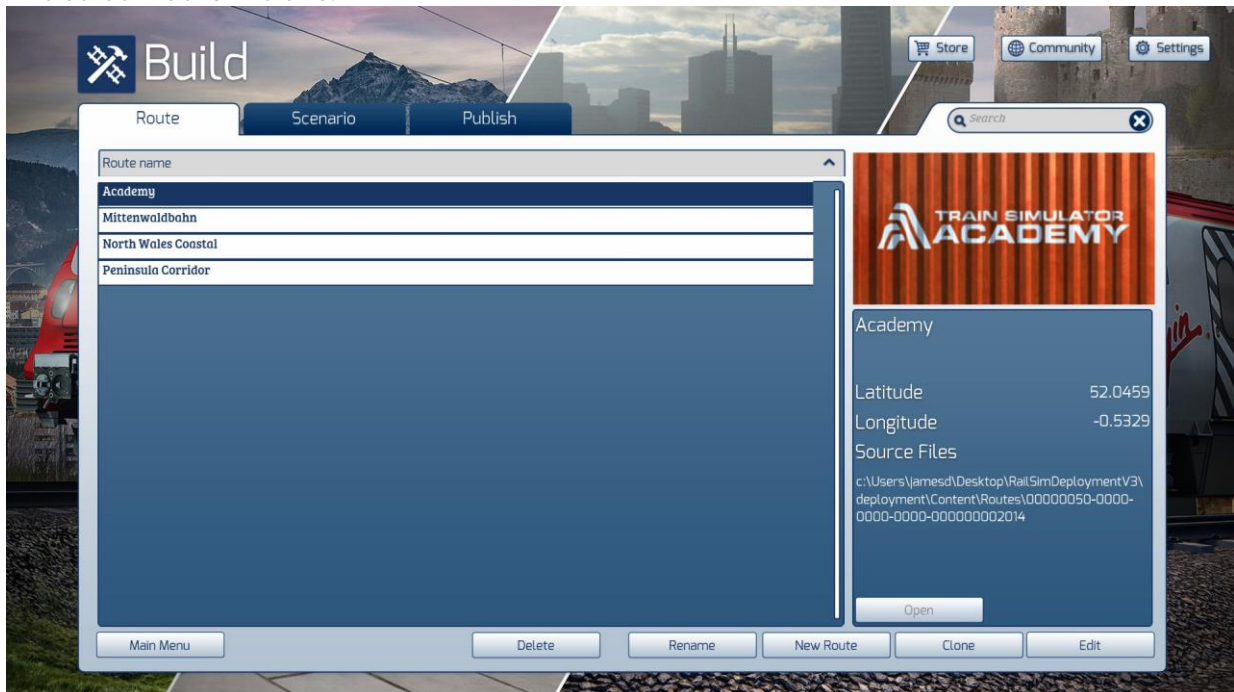 Build
Store
Community
Settings
Route
Scenario
Publish
Search
Route name
Academy
Mittenwaldbahn
North Wales Coastal
Peninsula Corridor
TRAIN SIMULATOR
ACADEMY
Academy
Latitude 52.0459
Longitude -0.5329
Source Files
c:\Users\jamesd\Desktop\RailSimDeploymentV3\
deployment\Content\Routes\00000050-0000-
0000-0000-000000002014
Open
Main Menu
Delete
Rename
New Route
Clone
Edit